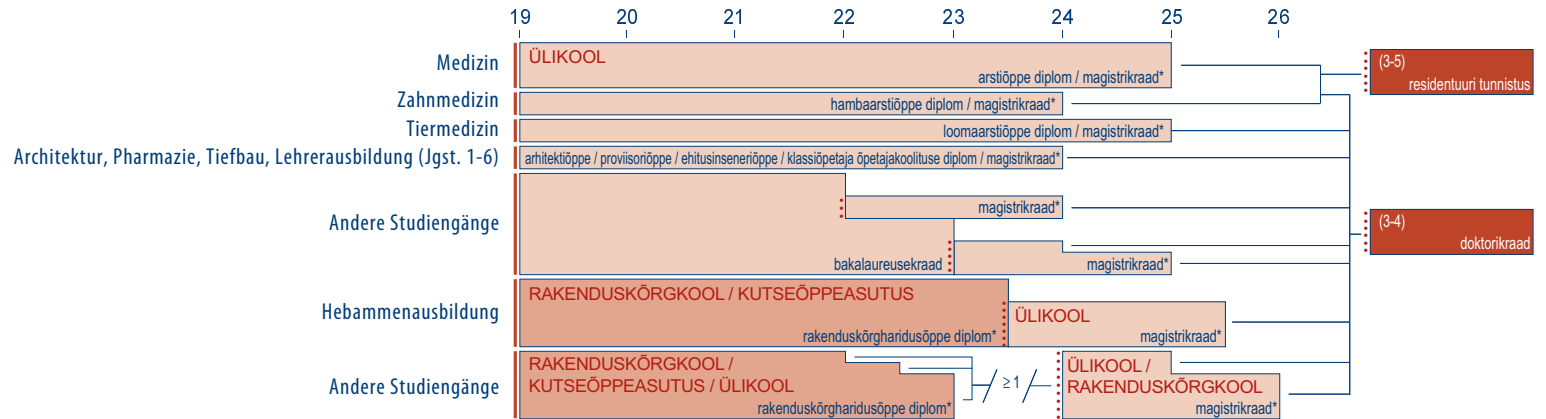 19 20 21 22 23 24 25 26
Medizin
ÜLIKOOL
arstiõppe diplom / magistrikraad*
(3-5)
residentuuri tunnistus
Zahnmedizin
hambaarstiõppe diplom / magistrikraad*
Tiermedizin
loomaarstiõppe diplom / magistrikraad*
Architektur, Pharmazie, Tiefbau, Lehrerausbildung (Jgst. 1-6)
arhitektiõppe / proviisoriõppe / ehitusinseneriõppe / klassiõpetaja õpetajakoolituse diplom / magistrikraad*
Andere Studiengänge
magistrikraad*
bakalaureusekraad
magistrikraad*
(3-4)
doktorikraad
Hebammenausbildung
RAKENDUSKÕRGKOOL / KUTSEÕPPEASUTUS
rakenduskõrgharidusõppe diplom*
ÜLIKOOL
magistrikraad*
Andere Studiengänge
RAKENDUSKÕRGKOOL /
KUTSEÕPPEASUTUS / ÜLIKOOL
rakenduskõrgharidusõppe diplom*
≥1
ÜLIKOOL /
RAKENDUSKÕRGKOOL
magistrikraad*